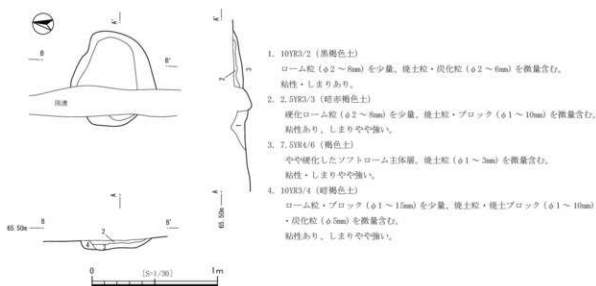 A'
B
B'
2
3
1
攪溝
A
A
B
B'
65.50m
2
4
65.50m
0
[S=1/30]
1m
1. 10YR3/2（黒褐色土）
ローム粒（φ2～8mm）を少量、焼土粒・炭化粒（φ2～6mm）を微量含む。
粘性・しまりあり。
2. 2.5YR3/3（暗赤褐色土）
硬化ローム粒（φ2～8mm）を少量、焼土粒・ブロック（φ1～10mm）を微量含む。
粘性あり、しまりやや強い。
3. 7.5YR4/6（褐色土）
やや硬化したソフトローム主体層。焼土粒（φ1～3mm）を微量含む。
粘性・しまりやや強い。
4. 10YR3/4（暗褐色土）
ローム粒・ブロック（φ1～15mm）を少量、焼土粒・焼土ブロック（φ1～10mm）
・炭化粒（φ5mm）を微量含む。
粘性あり、しまりやや強い。